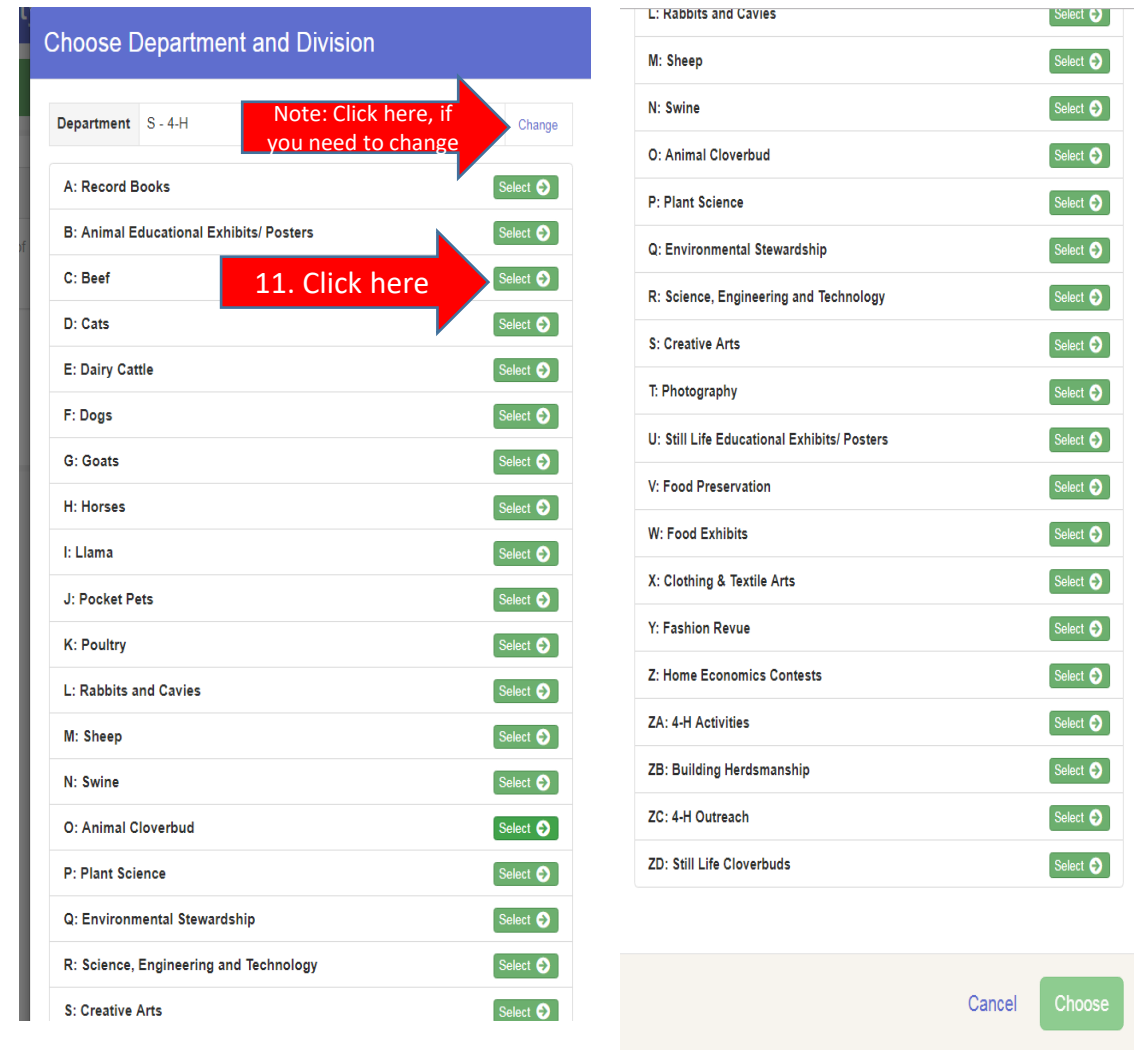 Choose Department and Division
Department S - 4-H Note: Click here, if you need to change Change
A: Record Books Select
B: Animal Educational Exhibits/ Posters Select
C: Beef 11. Click here Select
D: Cats Select
E: Dairy Cattle Select
F: Dogs Select
G: Goats Select
H: Horses Select
I: Llama Select
J: Pocket Pets Select
K: Poultry Select
L: Rabbits and Cavies Select
M: Sheep Select
N: Swine Select
O: Animal Cloverbud Select
P: Plant Science Select
Q: Environmental Stewardship Select
R: Science, Engineering and Technology Select
S: Creative Arts Select
L: Rabbits and Cavies Select
M: Sheep Select
N: Swine Select
O: Animal Cloverbud Select
P: Plant Science Select
Q: Environmental Stewardship Select
R: Science, Engineering and Technology Select
S: Creative Arts Select
T: Photography Select
U: Still Life Educational Exhibits/ Posters Select
V: Food Preservation Select
W: Food Exhibits Select
X: Clothing & Textile Arts Select
Y: Fashion Revue Select
Z: Home Economics Contests Select
ZA: 4-H Activities Select
ZB: Building Herdsmanship Select
ZC: 4-H Outreach Select
ZD: Still Life Cloverbuds Select
Cancel Choose